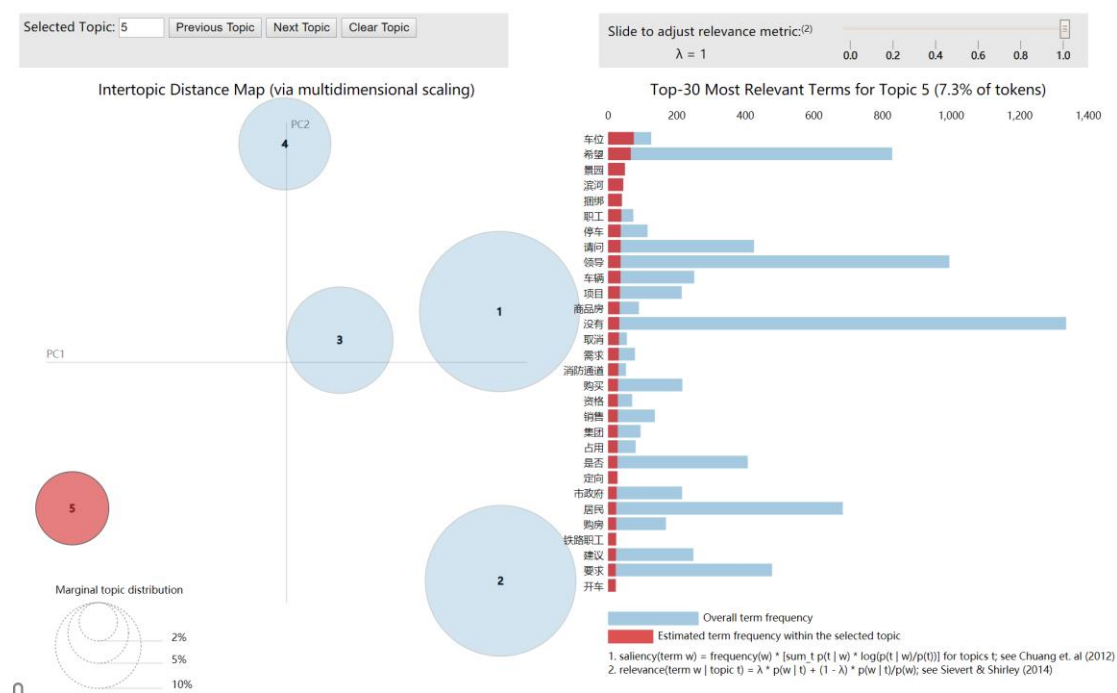 Selected Topic: 5 Previous Topic Next Topic Clear Topic
Slide to adjust relevance metric:(2)
λ = 1
0.0 0.2 0.4 0.6 0.8 1.0
Intertopic Distance Map (via multidimensional scaling)
PC2
PC1
4
1
3
5
2
Marginal topic distribution
2%
5%
10%
Top-30 Most Relevant Terms for Topic 5 (7.3% of tokens)
0 200 400 600 800 1,000 1,200 1,400
车位
希望
景园
滨河
捆绑
职工
停车
请问
领导
车辆
项目
商品房
没有
取消
需求
消防通道
购买
资格
销售
集团
占用
是否
定向
市政府
居民
购房
铁路职工
建议
要求
开车
Overall term frequency
Estimated term frequency within the selected topic
1. saliency(term w) = frequency(w) * [sum_t p(t | w) * log(p(t | w)/p(t))] for topics t; see Chuang et. al (2012)
2. relevance(term w | topic t) = λ * p(w | t) + (1 - λ) * p(w | t)/p(w); see Sievert & Shirley (2014)